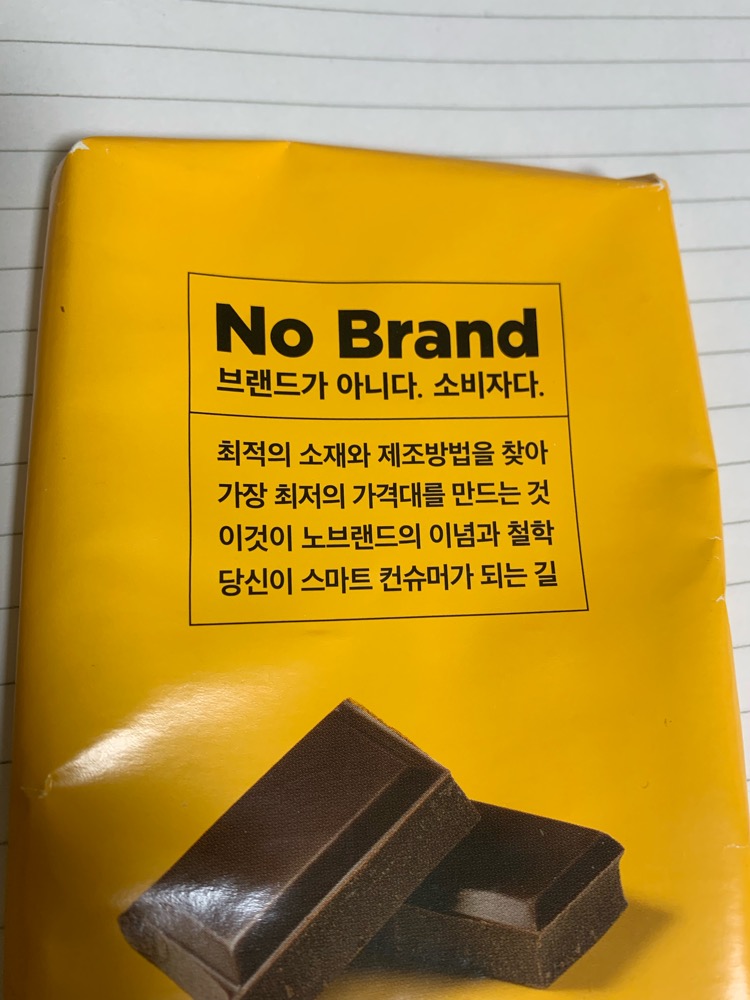 No Brand
브랜드가 아니다. 소비자다.
최적의 소재와 제조방법을 찾아
가장 최저의 가격대를 만드는 것
이것이 노브랜드의 이념과 철학
당신이 스마트 컨슈머가 되는 길